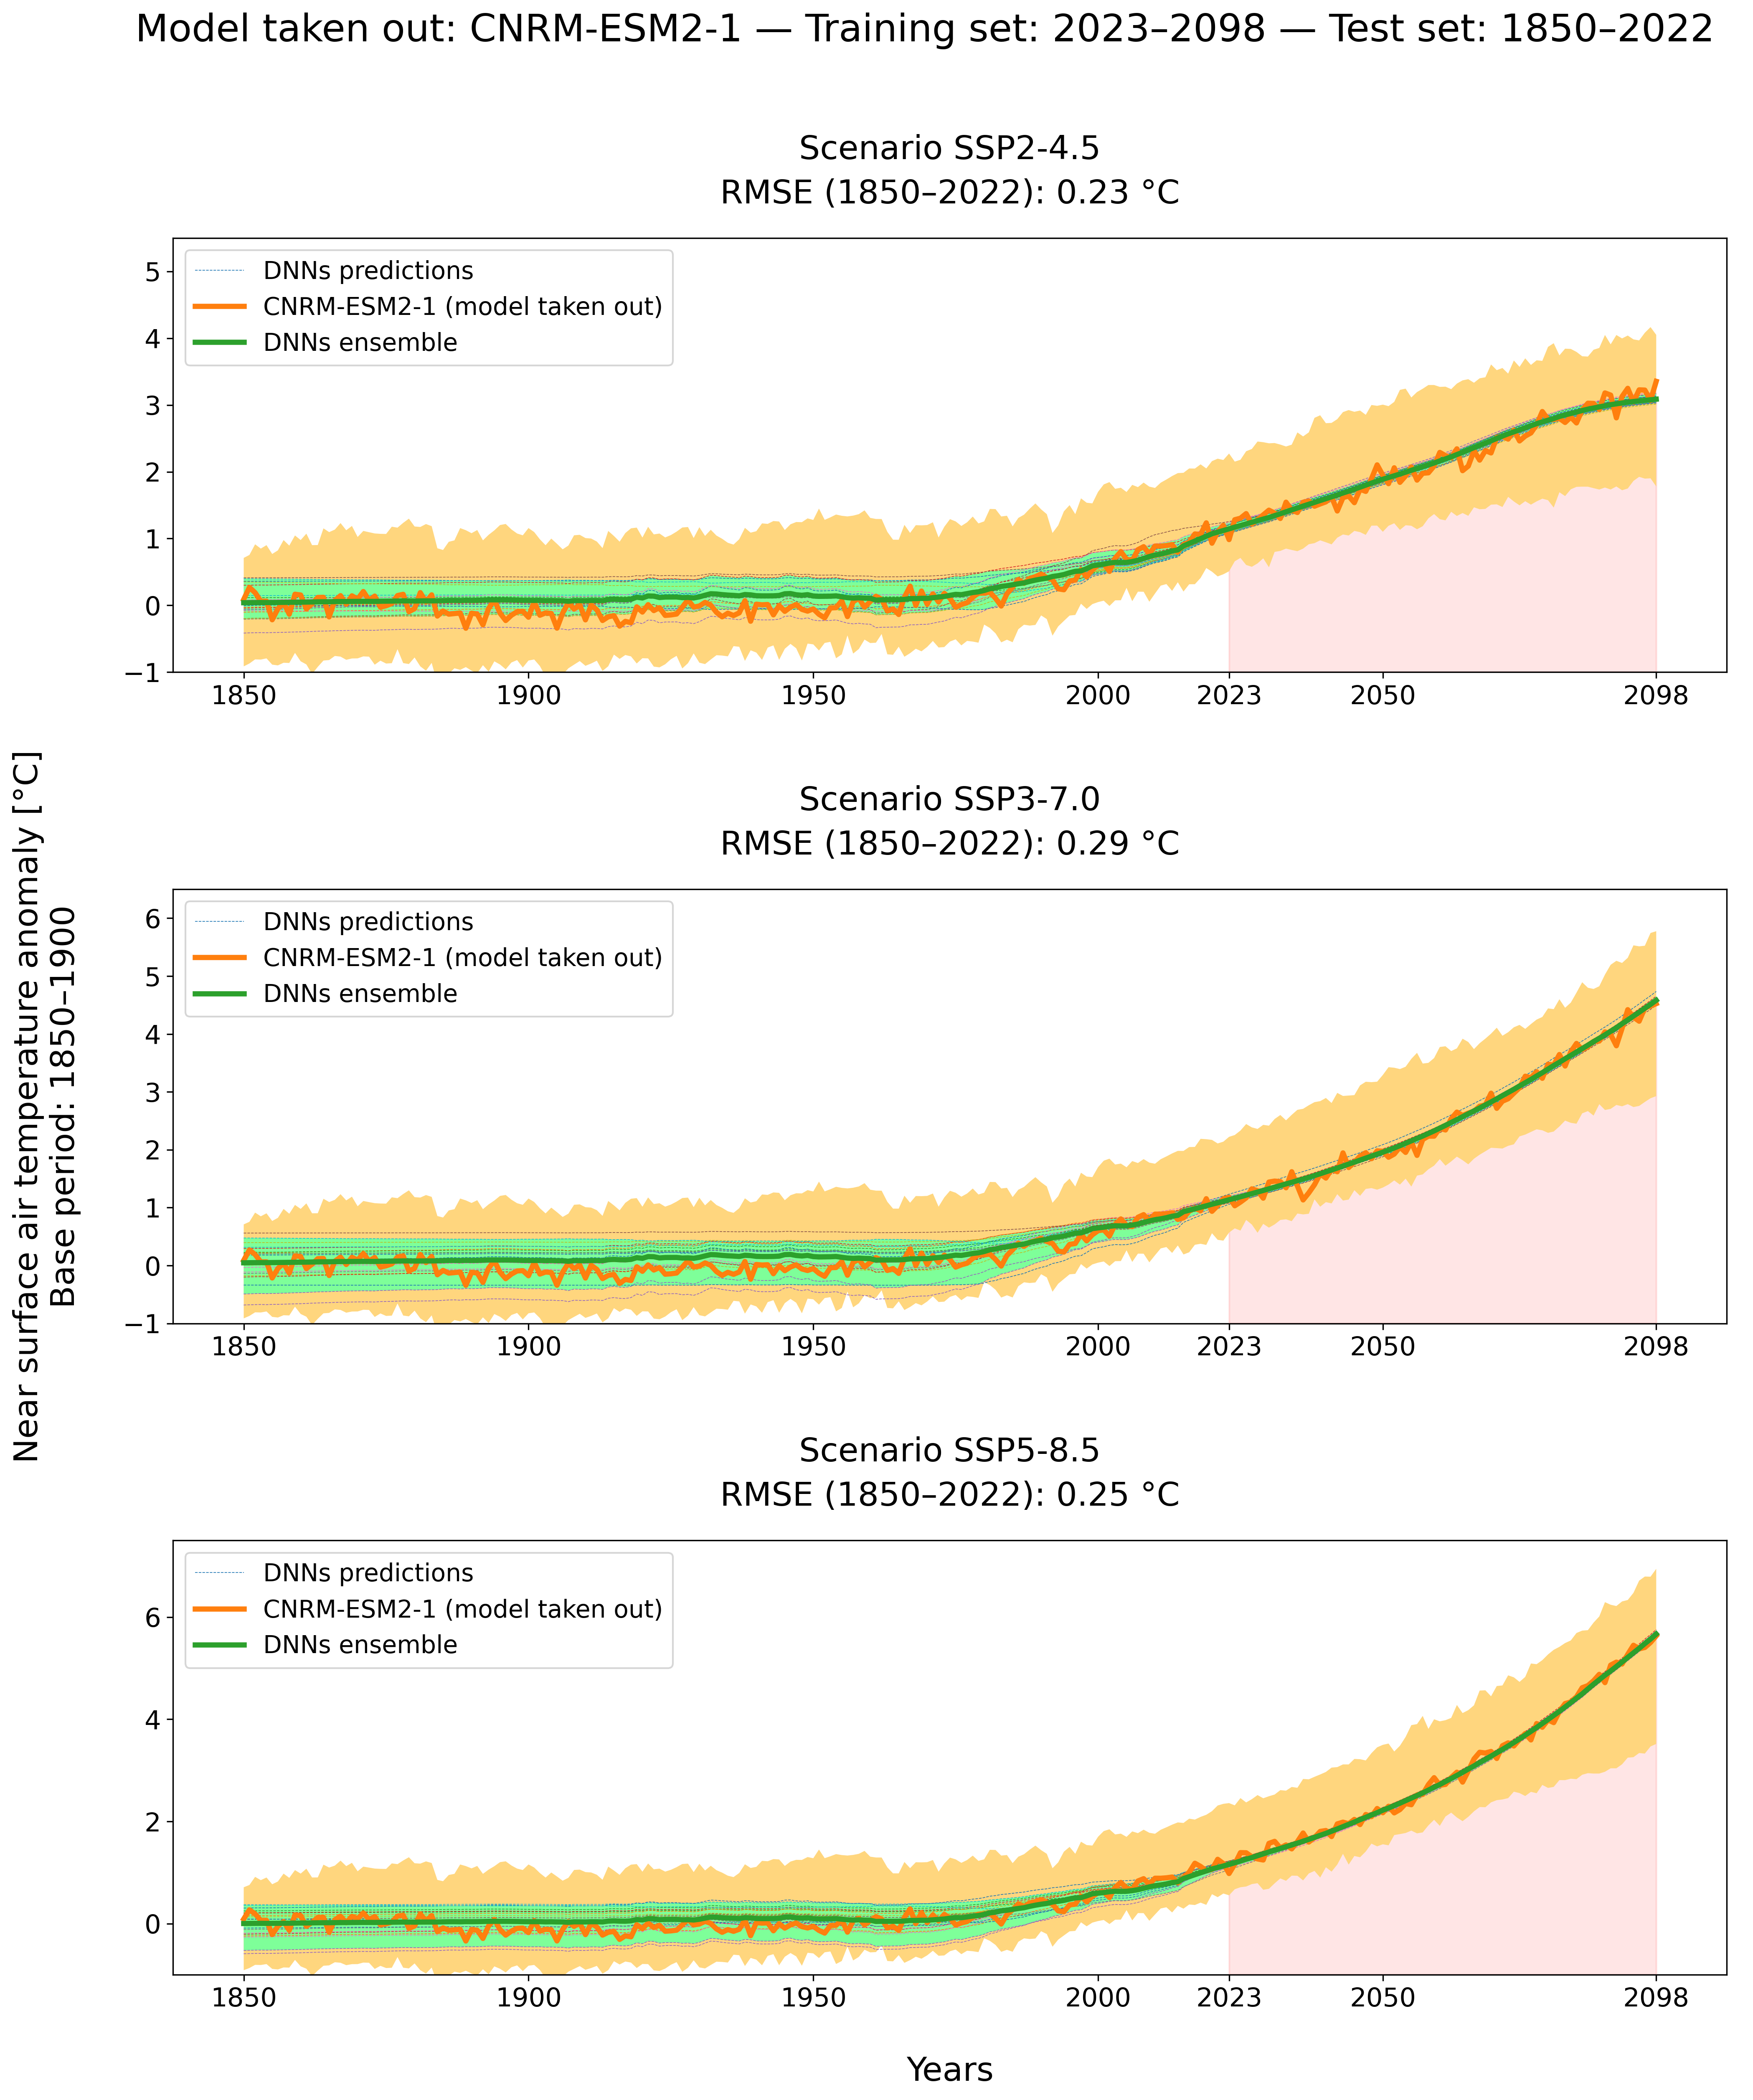 Model taken out: CNRM-ESM2-1 — Training set: 2023–2098 — Test set: 1850–2022
Near surface air temperature anomaly [°C]
Base period: 1850–1900
Scenario SSP2-4.5
RMSE (1850–2022): 0.23 °C
DNNs predictions
CNRM-ESM2-1 (model taken out)
DNNs ensemble
5
4
3
2
1
0
−1
1850 1900 1950 2000 2023 2050 2098
Scenario SSP3-7.0
RMSE (1850–2022): 0.29 °C
DNNs predictions
CNRM-ESM2-1 (model taken out)
DNNs ensemble
6
5
4
3
2
1
0
−1
1850 1900 1950 2000 2023 2050 2098
Scenario SSP5-8.5
RMSE (1850–2022): 0.25 °C
DNNs predictions
CNRM-ESM2-1 (model taken out)
DNNs ensemble
6
4
2
0
1850 1900 1950 2000 2023 2050 2098
Years